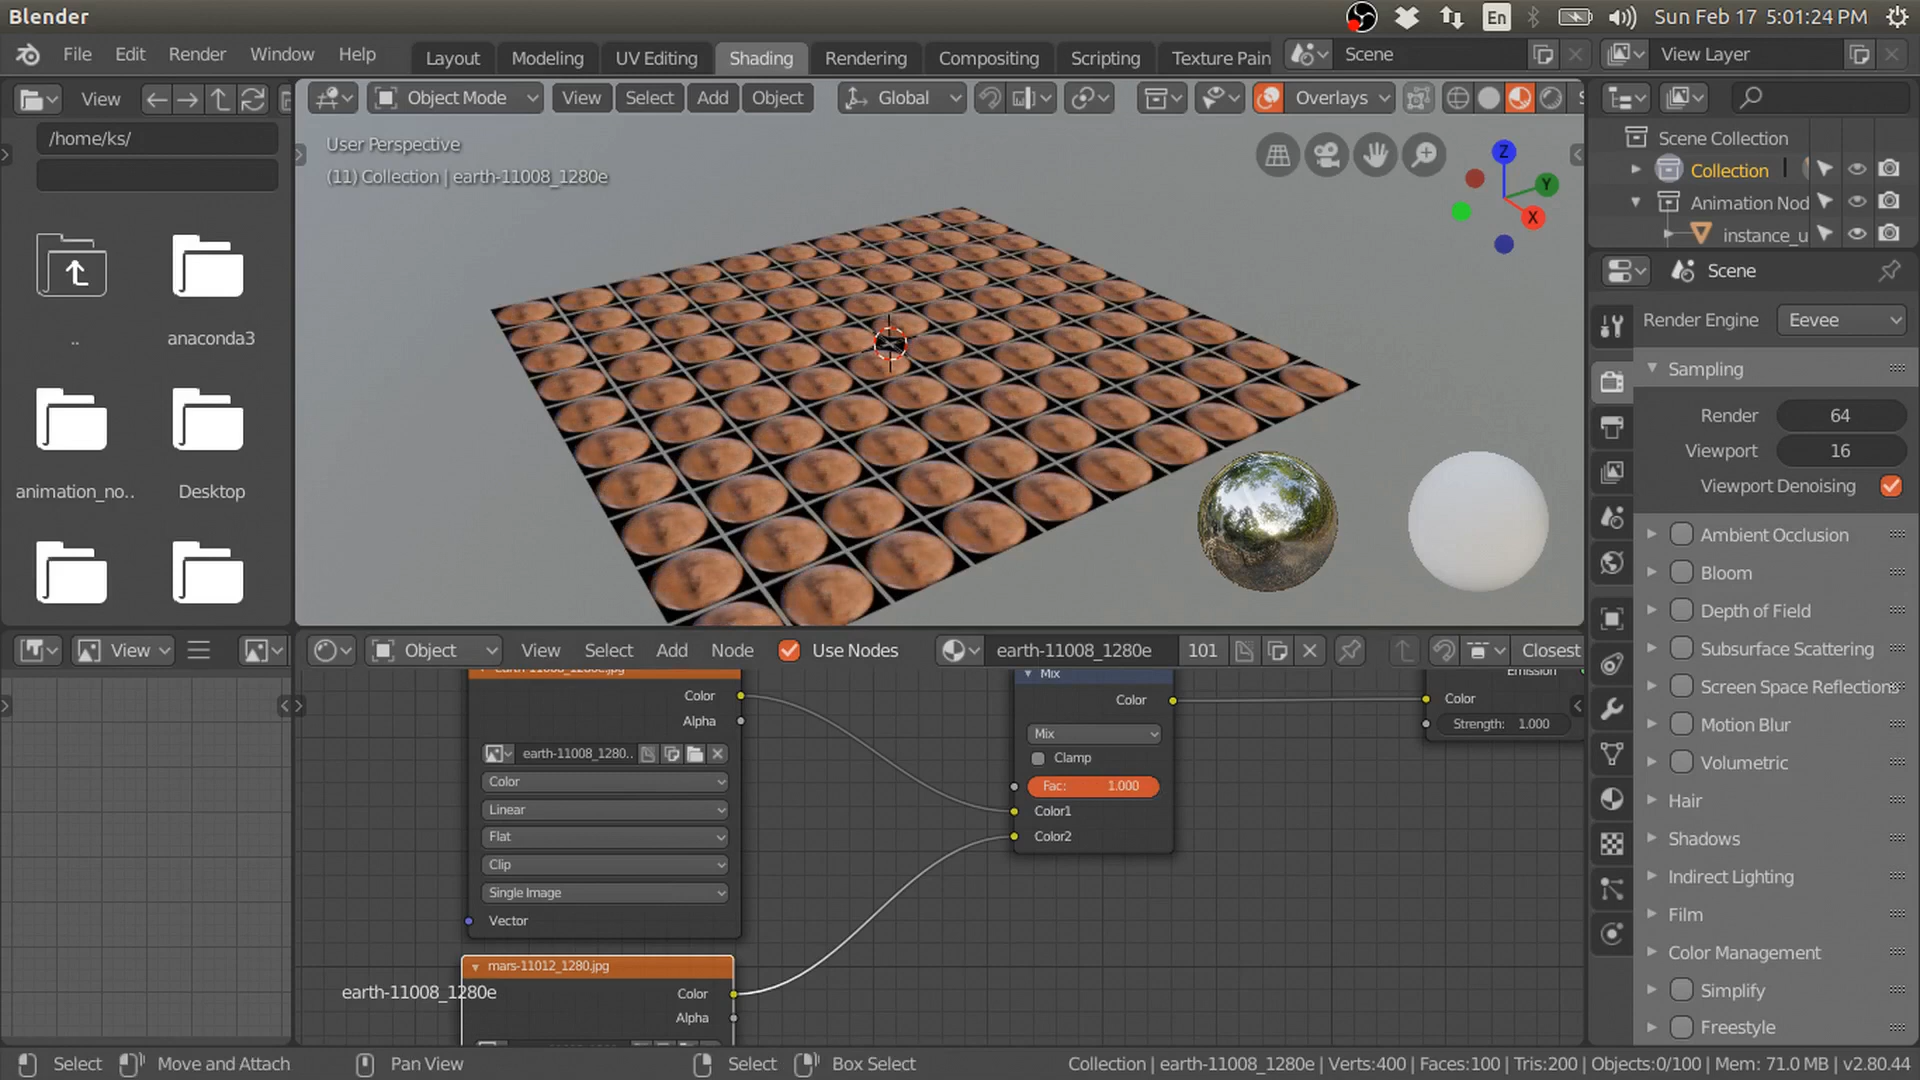 Blender
En
Sun Feb 17 5:01:24 PM
File Edit Render Window Help
Layout Modeling UV Editing Shading Rendering Compositing Scripting Texture Pain
Scene
View Layer
View
Object Mode View Select Add Object Global Overlays
/home/ks/
User Perspective
(11) Collection | earth-11008_1280e
Z
Y
X
Scene Collection
Collection
Animation Nod
instance_u
..
anaconda3
animation_no..
Desktop
Scene
Render Engine Eevee
Sampling
Render 64
Viewport 16
Viewport Denoising
Ambient Occlusion
Bloom
Depth of Field
Subsurface Scattering
Screen Space Reflections
Motion Blur
Volumetric
Hair
Shadows
Indirect Lighting
Film
Color Management
Simplify
Freestyle
View
Object View Select Add Node Use Nodes earth-11008_1280e 101 Closest
Color
Alpha
earth-11008_1280..
Color
Linear
Flat
Clip
Single Image
Vector
Mix
Color
Mix
Clamp
Fac: 1.000
Color1
Color2
Emission
Color
Strength: 1.000
mars-11012_1280.jpg
Color
Alpha
earth-11008_1280e
Select Move and Attach Pan View Select Box Select
Collection | earth-11008_1280e | Verts:400 | Faces:100 | Tris:200 | Objects:0/100 | Mem: 71.0 MB | v2.80.44